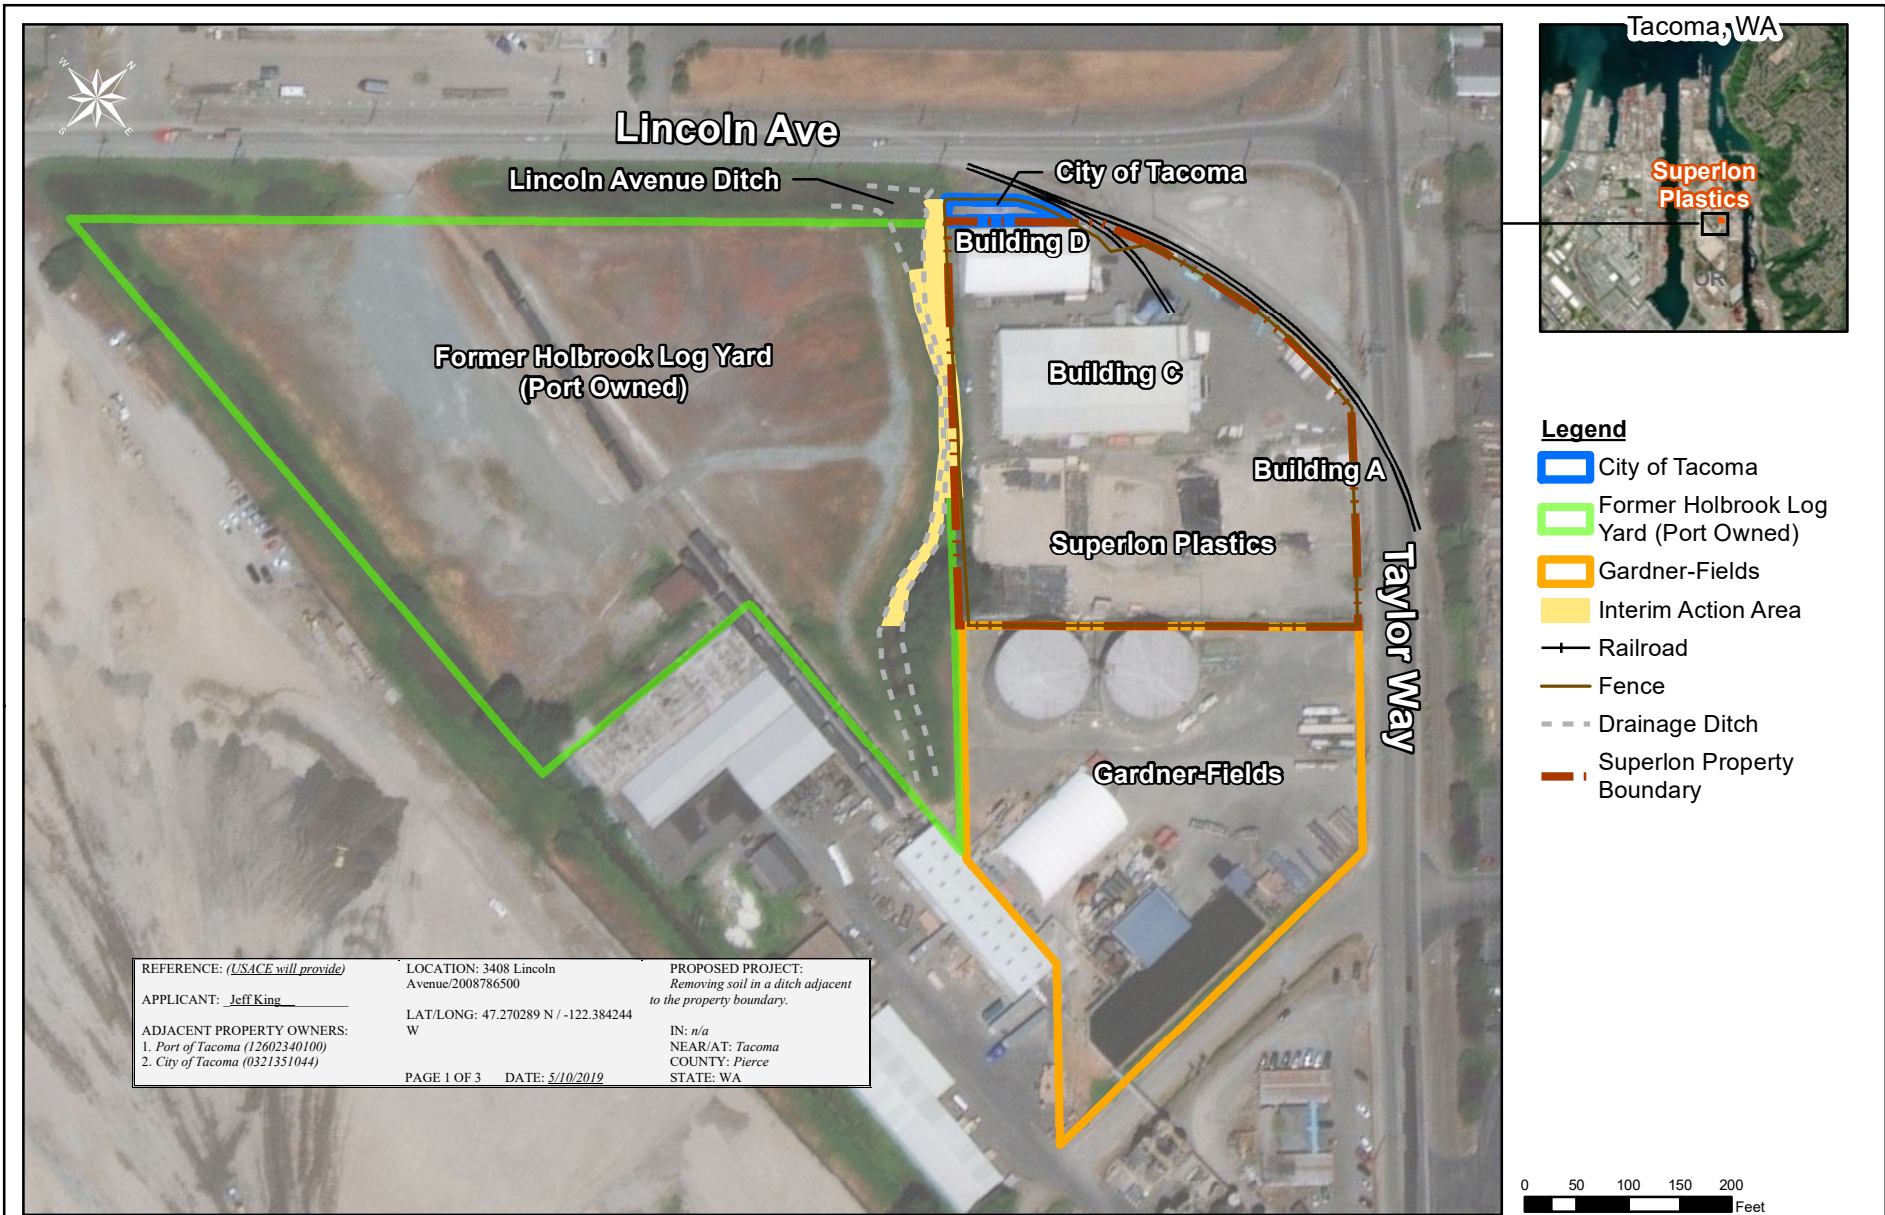 W
N
S
E
Lincoln Ave
Lincoln Avenue Ditch
City of Tacoma
Building D
Former Holbrook Log Yard
(Port Owned)
Building C
Building A
Superlon Plastics
Taylor Way
Gardner-Fields
REFERENCE: (USACE will provide)
APPLICANT: Jeff King
ADJACENT PROPERTY OWNERS:
1. Port of Tacoma (12602340100)
2. City of Tacoma (0321351044)
LOCATION: 3408 Lincoln
Avenue/2008786500
LAT/LONG: 47.270289 N / -122.384244
W
PAGE 1 OF 3 DATE: 5/10/2019
PROPOSED PROJECT:
Removing soil in a ditch adjacent
to the property boundary.
IN: n/a
NEAR/AT: Tacoma
COUNTY: Pierce
STATE: WA
Tacoma, WA
Superlon
Plastics
OR
Legend
City of Tacoma
Former Holbrook Log
Yard (Port Owned)
Gardner-Fields
Interim Action Area
Railroad
Fence
Drainage Ditch
Superlon Property
Boundary
0 50 100 150 200
Feet